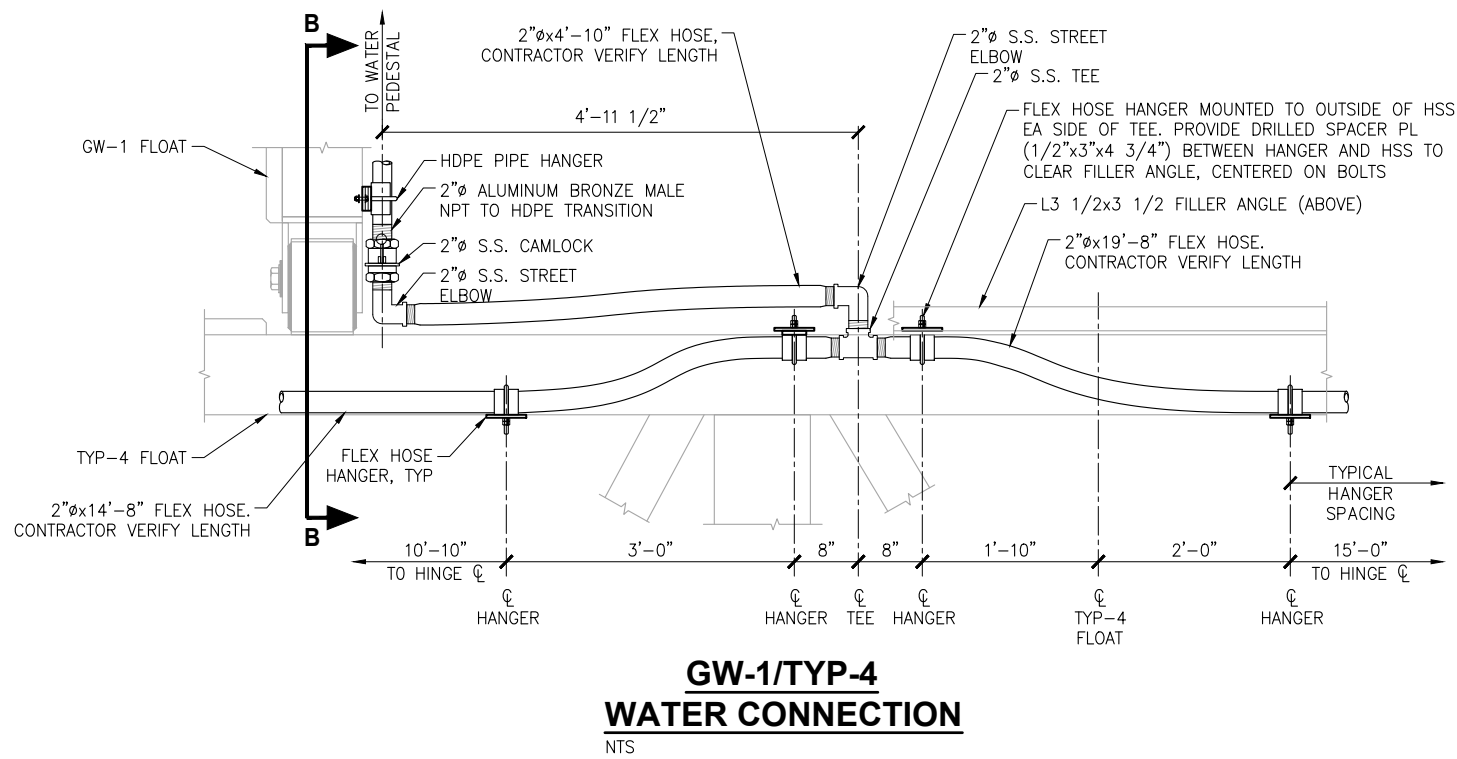 B
TO WATER
PEDESTAL
2"øx4'-10" FLEX HOSE,
CONTRACTOR VERIFY LENGTH
2"ø S.S. STREET
ELBOW
2"ø S.S. TEE
4'-11 1/2"
FLEX HOSE HANGER MOUNTED TO OUTSIDE OF HSS
EA SIDE OF TEE. PROVIDE DRILLED SPACER PL
(1/2"x3"x4 3/4") BETWEEN HANGER AND HSS TO
CLEAR FILLER ANGLE, CENTERED ON BOLTS
GW-1 FLOAT
HDPE PIPE HANGER
2"ø ALUMINUM BRONZE MALE
NPT TO HDPE TRANSITION
L3 1/2x3 1/2 FILLER ANGLE (ABOVE)
2"ø S.S. CAMLOCK
2"øx19'-8" FLEX HOSE.
CONTRACTOR VERIFY LENGTH
2"ø S.S. STREET
ELBOW
TYP-4 FLOAT
FLEX HOSE
HANGER, TYP
2"øx14'-8" FLEX HOSE.
CONTRACTOR VERIFY LENGTH
TYPICAL
HANGER
SPACING
B
10'-10"
TO HINGE ℄
3'-0"
8"
8"
1'-10"
2'-0"
15'-0"
TO HINGE ℄
℄
HANGER
℄
HANGER
℄
TEE
℄
HANGER
℄
TYP-4
FLOAT
℄
HANGER
GW-1/TYP-4
WATER CONNECTION
NTS